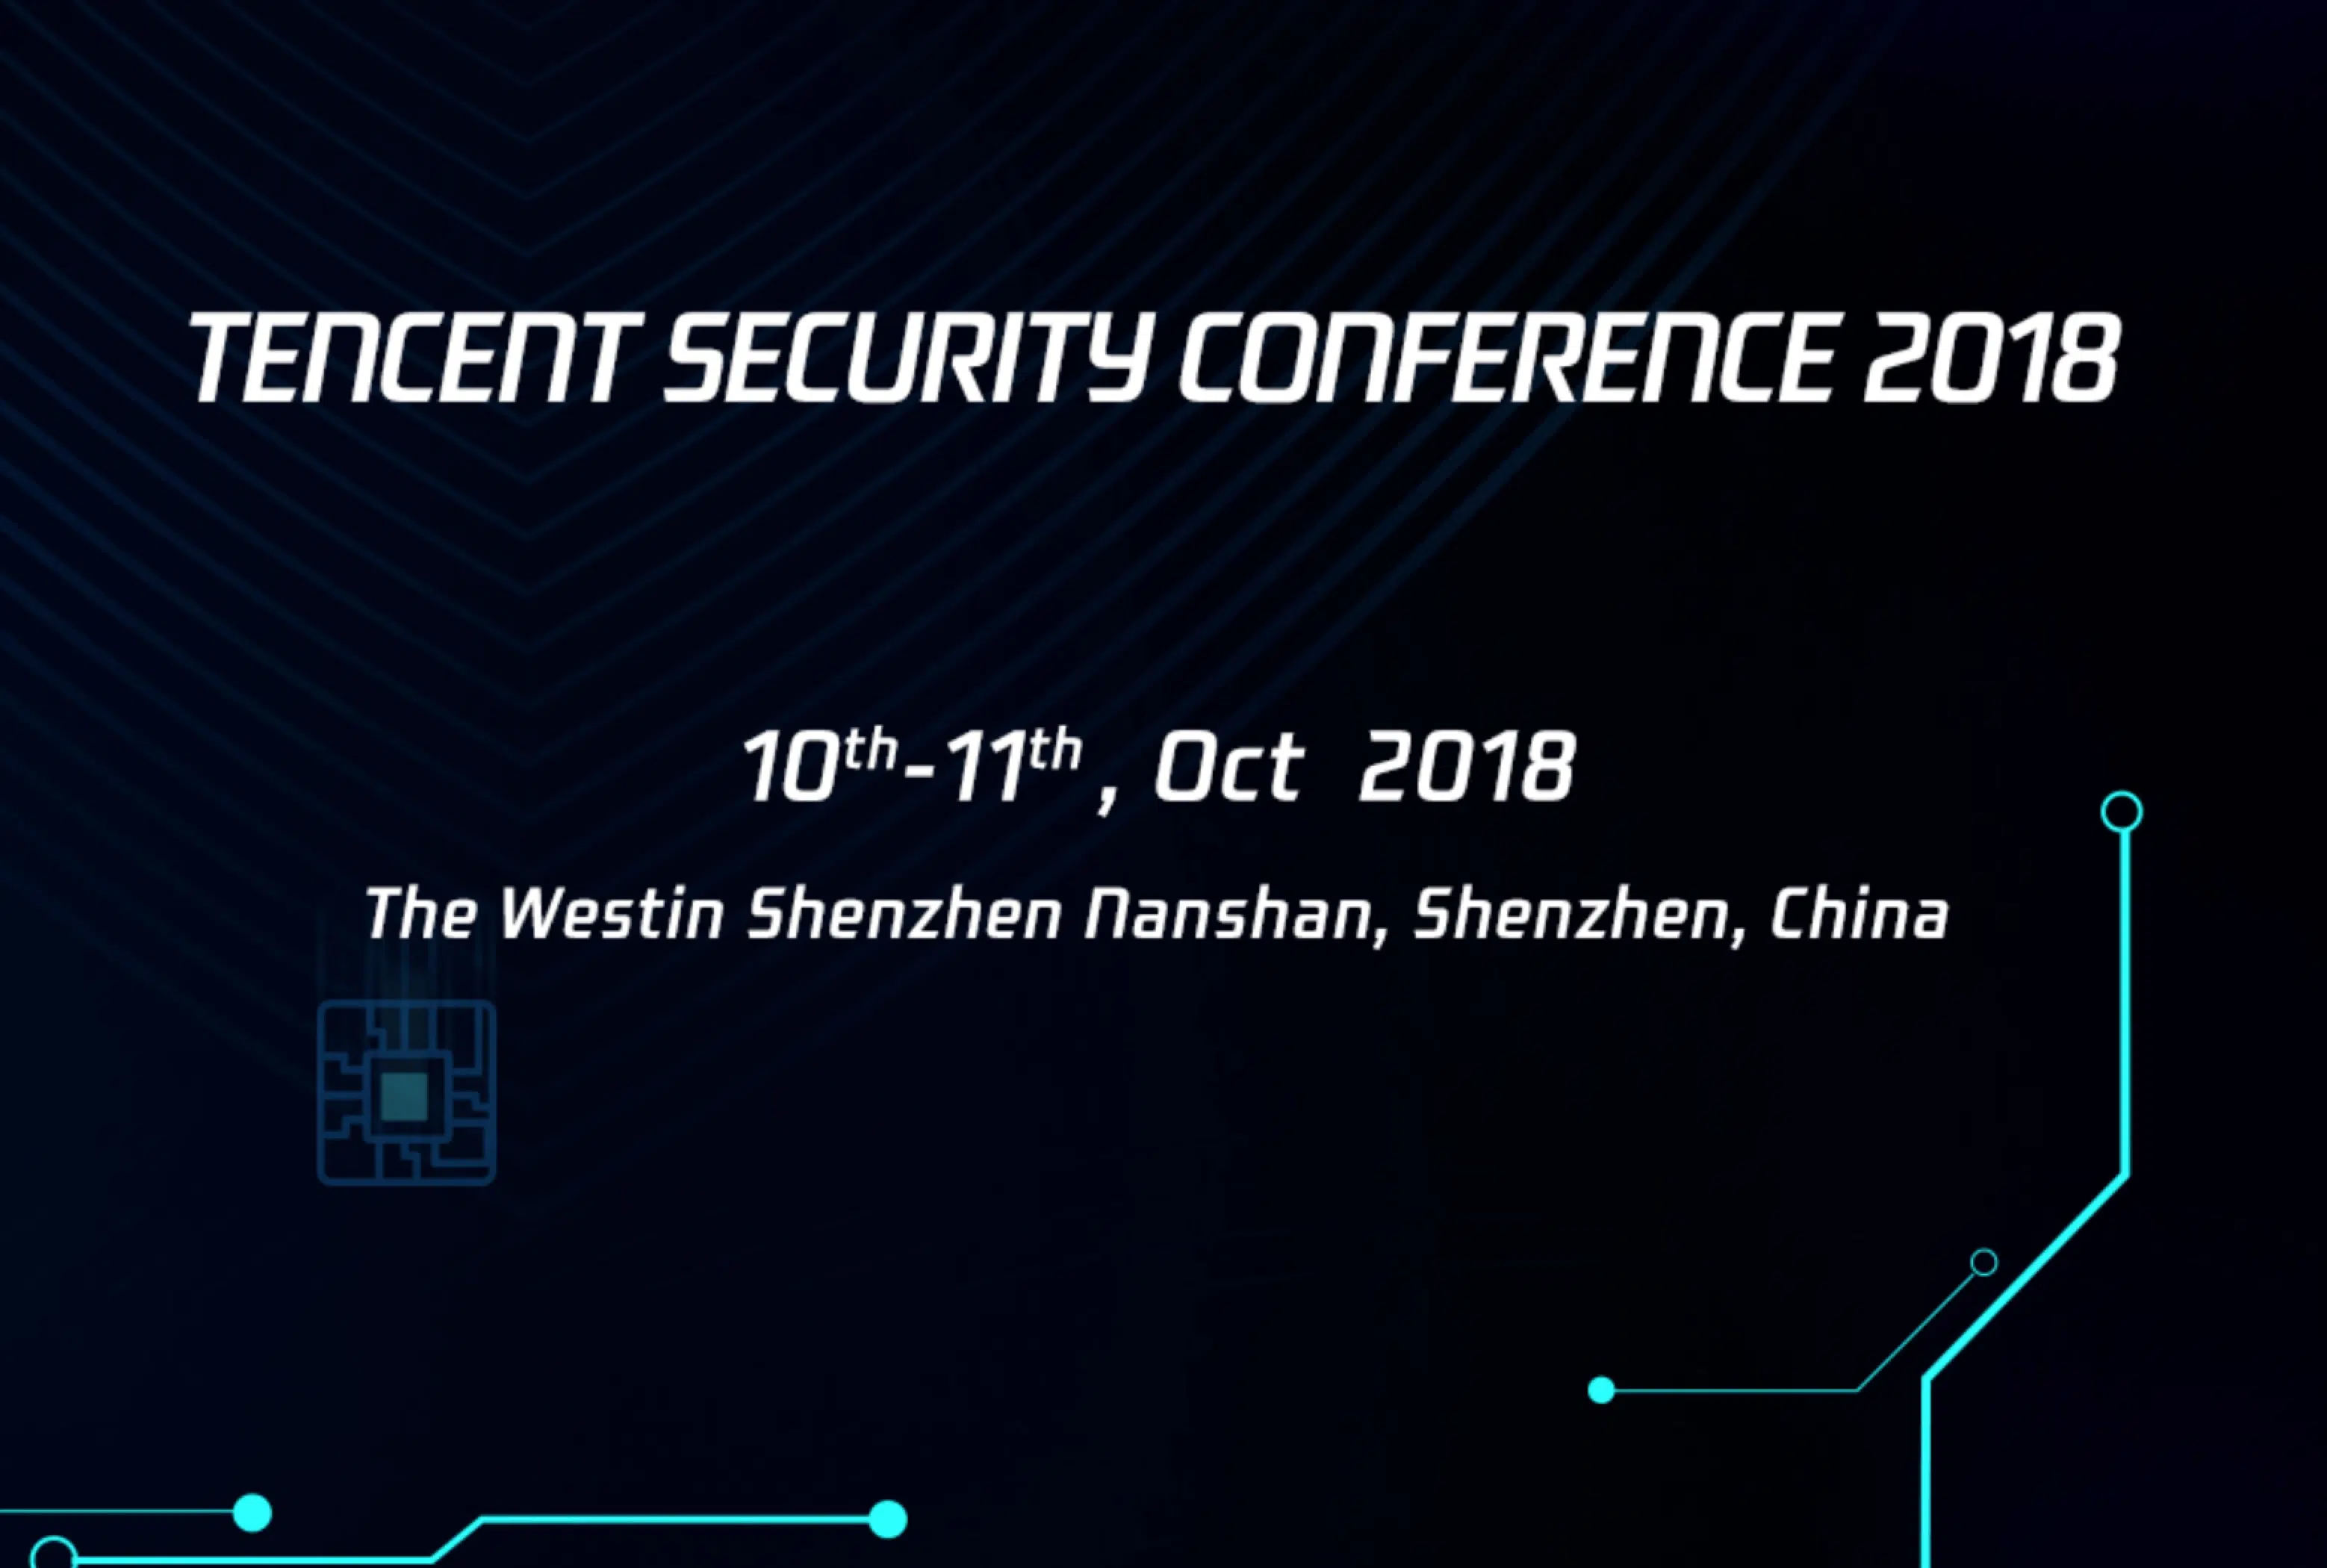 TENCENT SECURITY CONFERENCE 2018
10th-11th , Oct 2018
The Westin Shenzhen Nanshan, Shenzhen, China